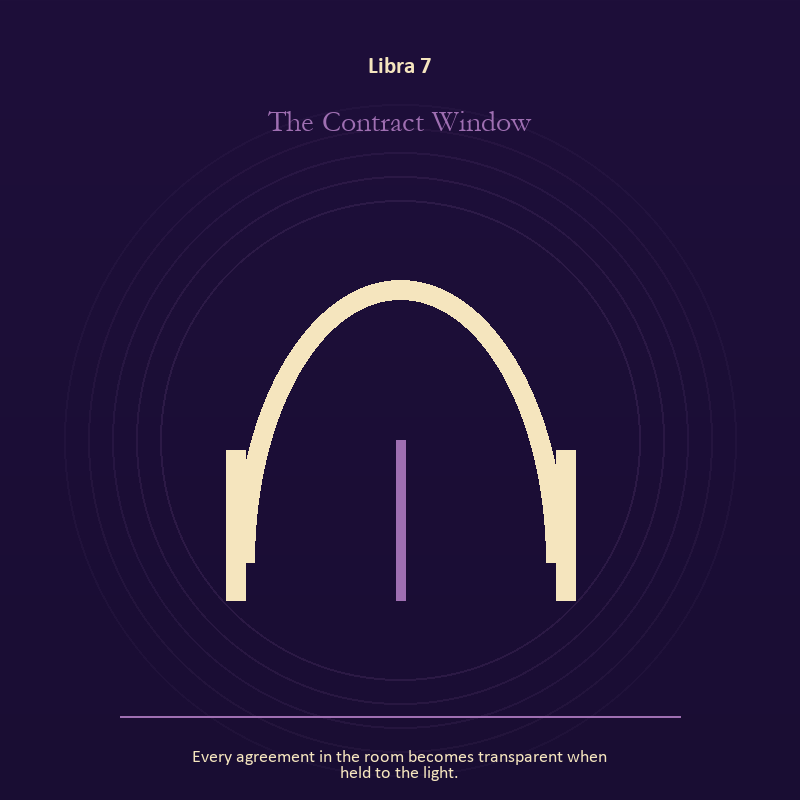 Libra 7
The Contract Window
Every agreement in the room becomes transparent when
held to the light.